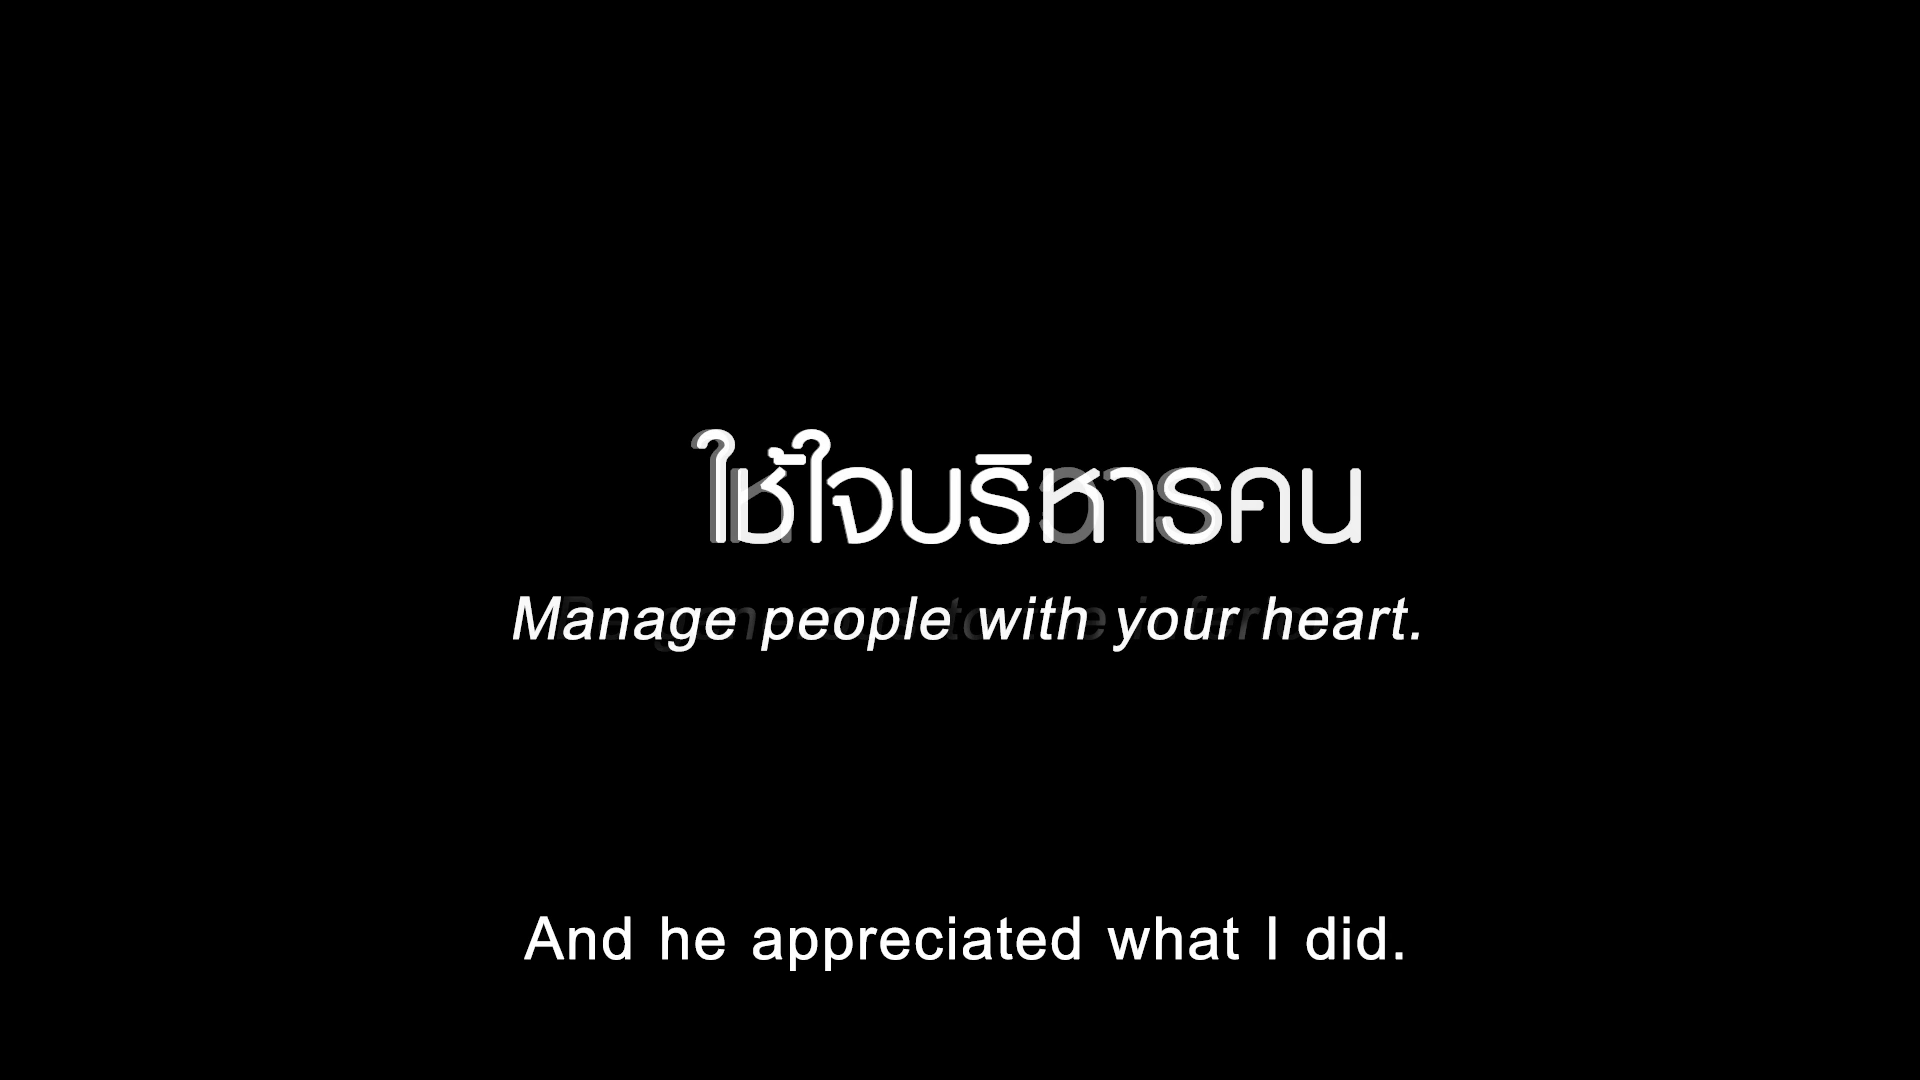 ใช้ใจบริหารคน
Manage people with your heart.
And he appreciated what I did.